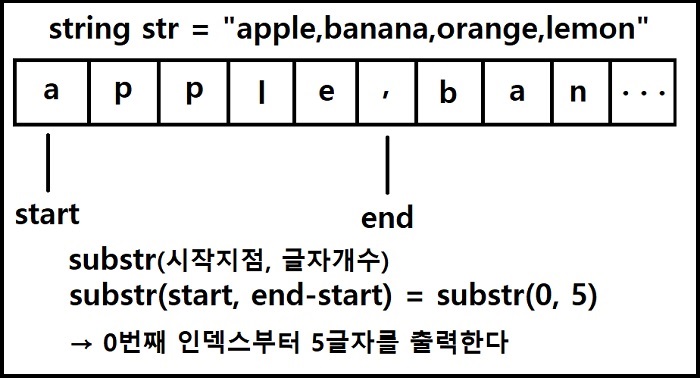 string str = "apple,banana,orange,lemon"
a p p l e , b a n ...
start
end
substr(시작지점, 글자개수)
substr(start, end-start) = substr(0, 5)
→ 0번째 인덱스부터 5글자를 출력한다